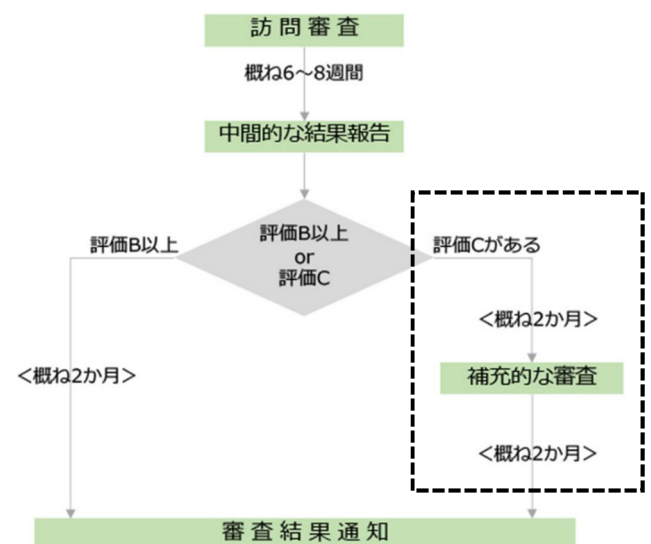 訪問審査
概ね6～8週間
中間的な結果報告
評価B以上
or
評価C
評価B以上
評価Cがある
＜概ね2か月＞
＜概ね2か月＞
補充的な審査
＜概ね2か月＞
審査結果通知